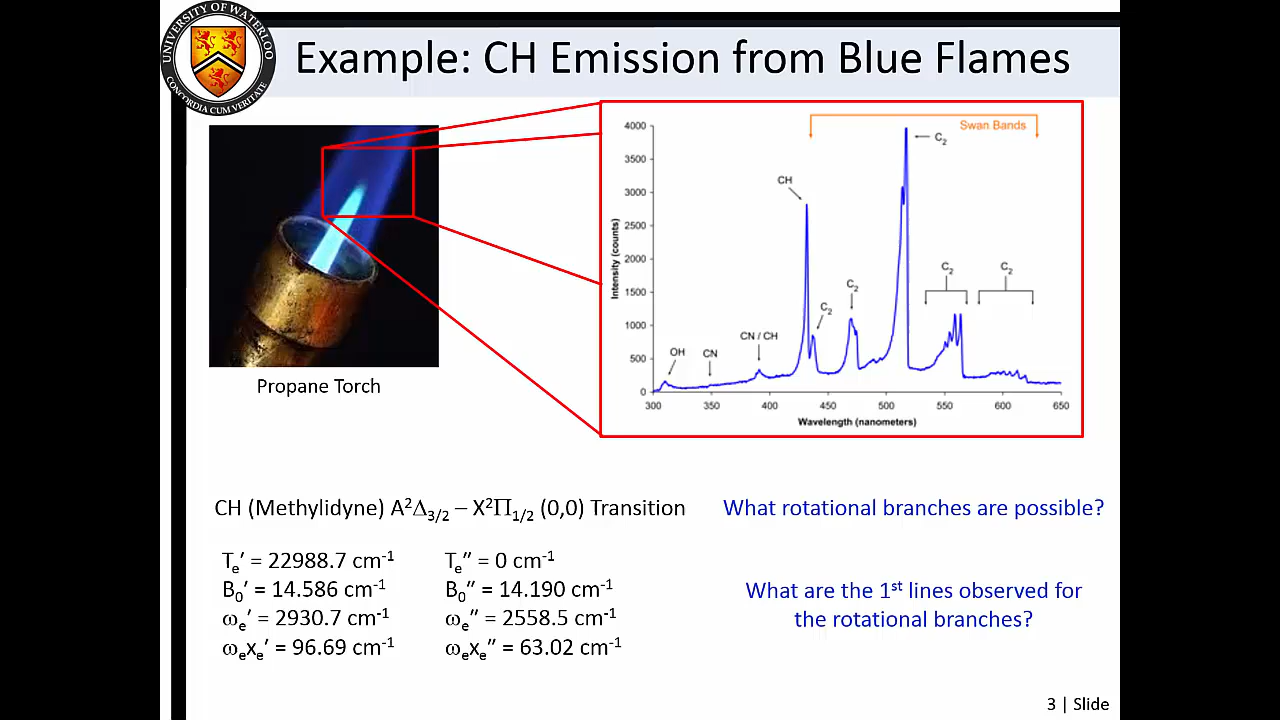 UNIVERSITY OF WATERLOO
CONCORDIA CUM VERITATE
Example: CH Emission from Blue Flames
Propane Torch
Swan Bands
C₂
CH
C₂
C₂
C₂
C₂
CN / CH
OH
CN
Intensity (counts)
4000
3500
3000
2500
2000
1500
1000
500
0
300 350 400 450 500 550 600 650
Wavelength (nanometers)
CH (Methylidyne) A²Δ₃/₂ – X²Π₁/₂ (0,0) Transition
Tₑ′ = 22988.7 cm⁻¹ Tₑ″ = 0 cm⁻¹
B₀′ = 14.586 cm⁻¹ B₀″ = 14.190 cm⁻¹
ωₑ′ = 2930.7 cm⁻¹ ωₑ″ = 2558.5 cm⁻¹
ωₑxₑ′ = 96.69 cm⁻¹ ωₑxₑ″ = 63.02 cm⁻¹
What rotational branches are possible?
What are the 1ˢᵗ lines observed for
the rotational branches?
3 | Slide